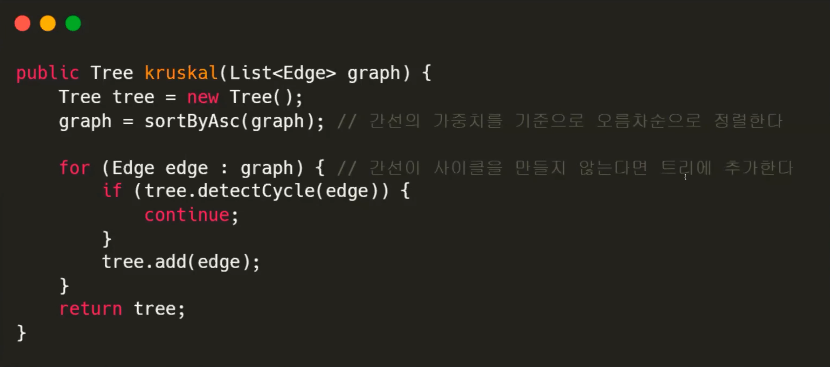 public Tree kruskal(List<Edge> graph) {
    Tree tree = new Tree();
    graph = sortByAsc(graph); // 간선의 가중치를 기준으로 오름차순으로 정렬한다
    for (Edge edge : graph) { // 간선이 사이클을 만들지 않는다면 트리에 추가한다
        if (tree.detectCycle(edge)) {
            continue;
        }
        tree.add(edge);
    }
    return tree;
}